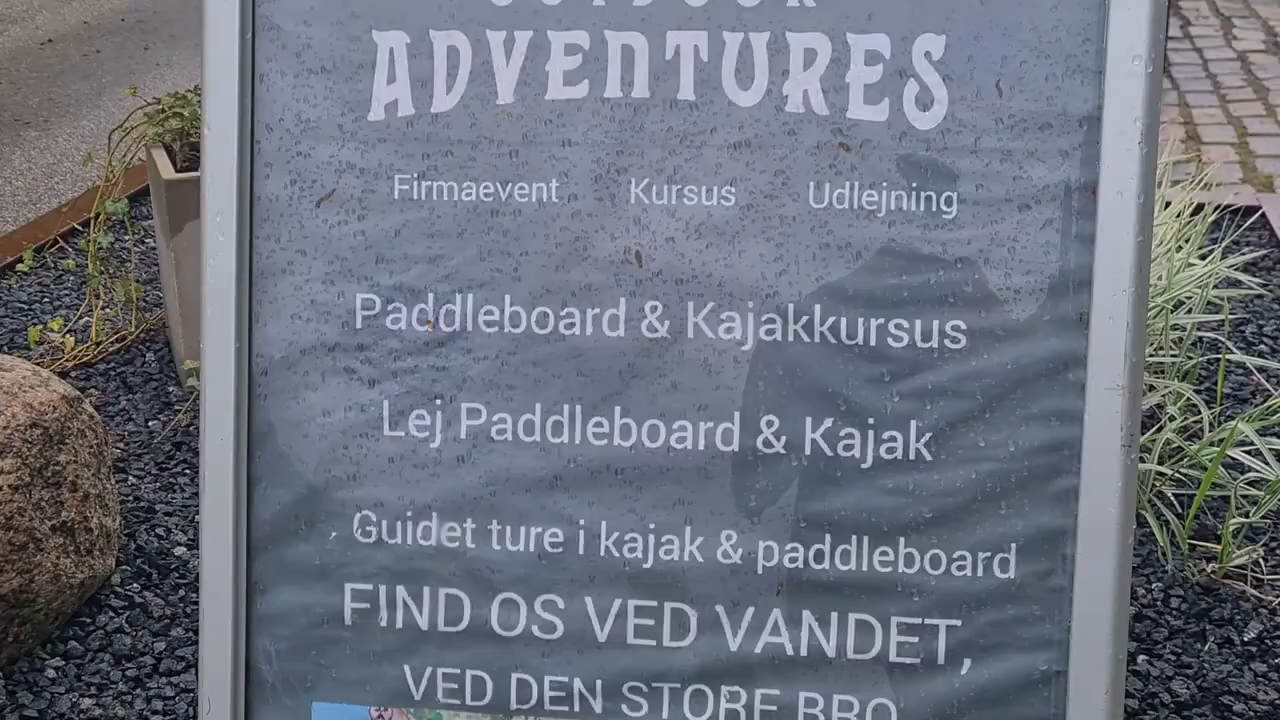 OUTDOOR
ADVENTURES
Firmaevent Kursus Udlejning
Paddleboard & Kajakkursus
Lej Paddleboard & Kajak
Guidet ture i kajak & paddleboard
FIND OS VED VANDET,
VED DEN STORE BRO